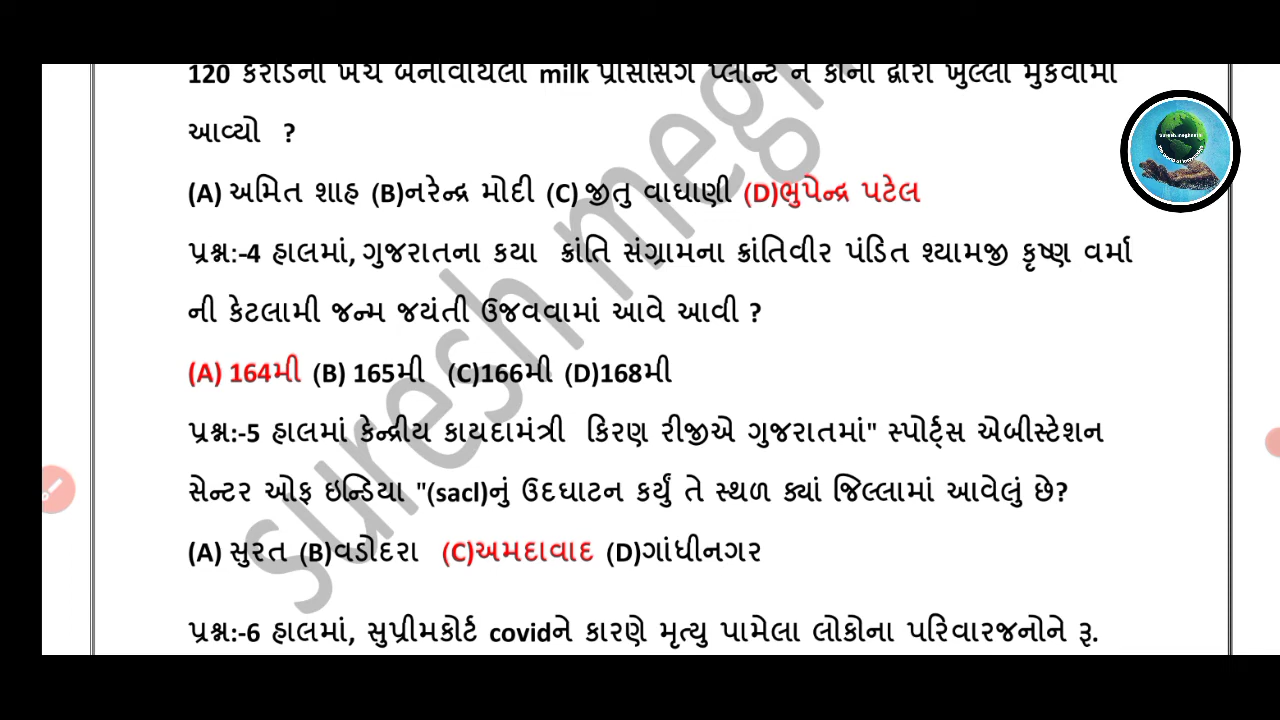 120 કરોડના ખર્ચે બનાવાયેલા milk પ્રોસેસિંગ પ્લાન્ટ ને કોના દ્વારા ખુલ્લો મુકવામાં
આવ્યો ?
(A) અમિત શાહ (B)નરેન્દ્ર મોદી (C) જીતુ વાઘાણી (D)ભુપેન્દ્ર પટેલ
પ્રશ્ન:-4 હાલમાં, ગુજરાતના કયા ક્રાંતિ સંગ્રામના ક્રાંતિવીર પંડિત શ્યામજી કૃષ્ણ વર્મા
ની કેટલામી જન્મ જયંતી ઉજવવામાં આવે આવી ?
(A) 164મી (B) 165મી (C)166મી (D)168મી
પ્રશ્ન:-5 હાલમાં કેન્દ્રીય કાયદામંત્રી કિરણ રીજીએ ગુજરાતમાં" સ્પોર્ટ્સ એબીસ્ટેશન
સેન્ટર ઓફ ઇન્ડિયા "(sacl)નું ઉદઘાટન કર્યું તે સ્થળ ક્યાં જિલ્લામાં આવેલું છે?
(A) સુરત (B)વડોદરા (C)અમદાવાદ (D)ગાંધીનગર
પ્રશ્ન:-6 હાલમાં, સુપ્રીમકોર્ટ covidને કારણે મૃત્યુ પામેલા લોકોના પરિવારજનોને રૂ.
suresh megh